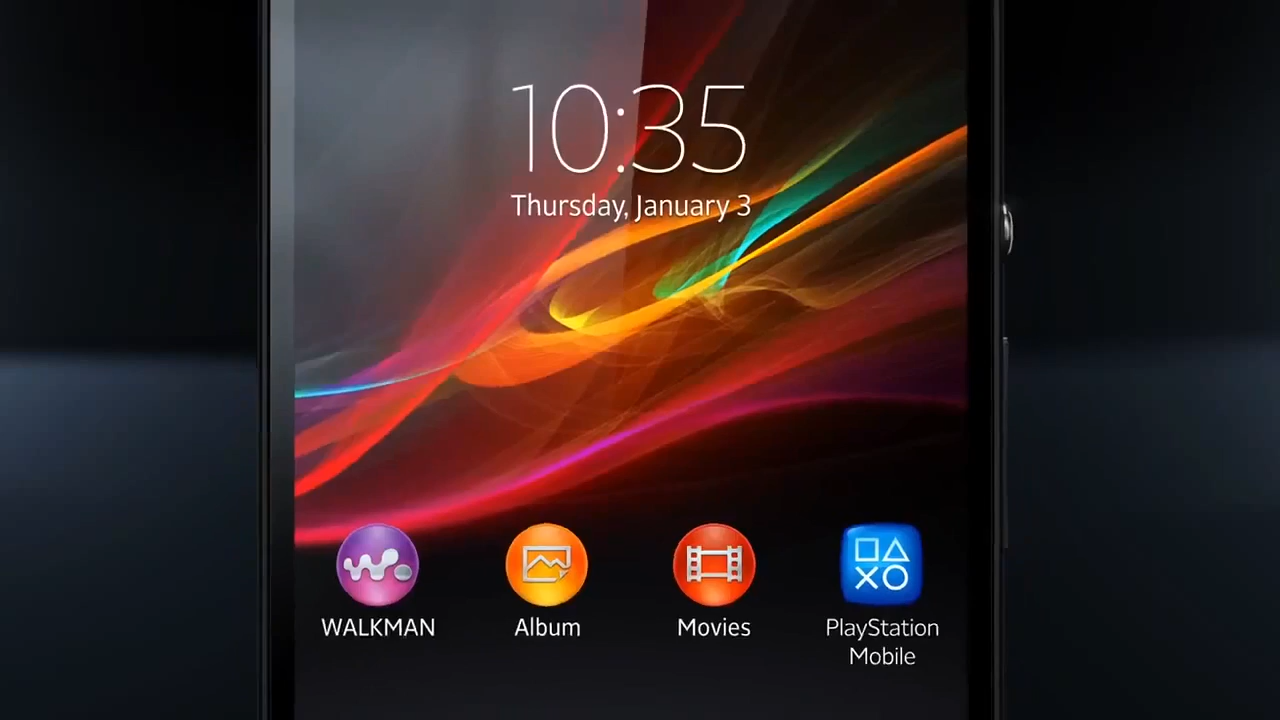 10:35
Thursday, January 3
WALKMAN
Album
Movies
PlayStation
Mobile